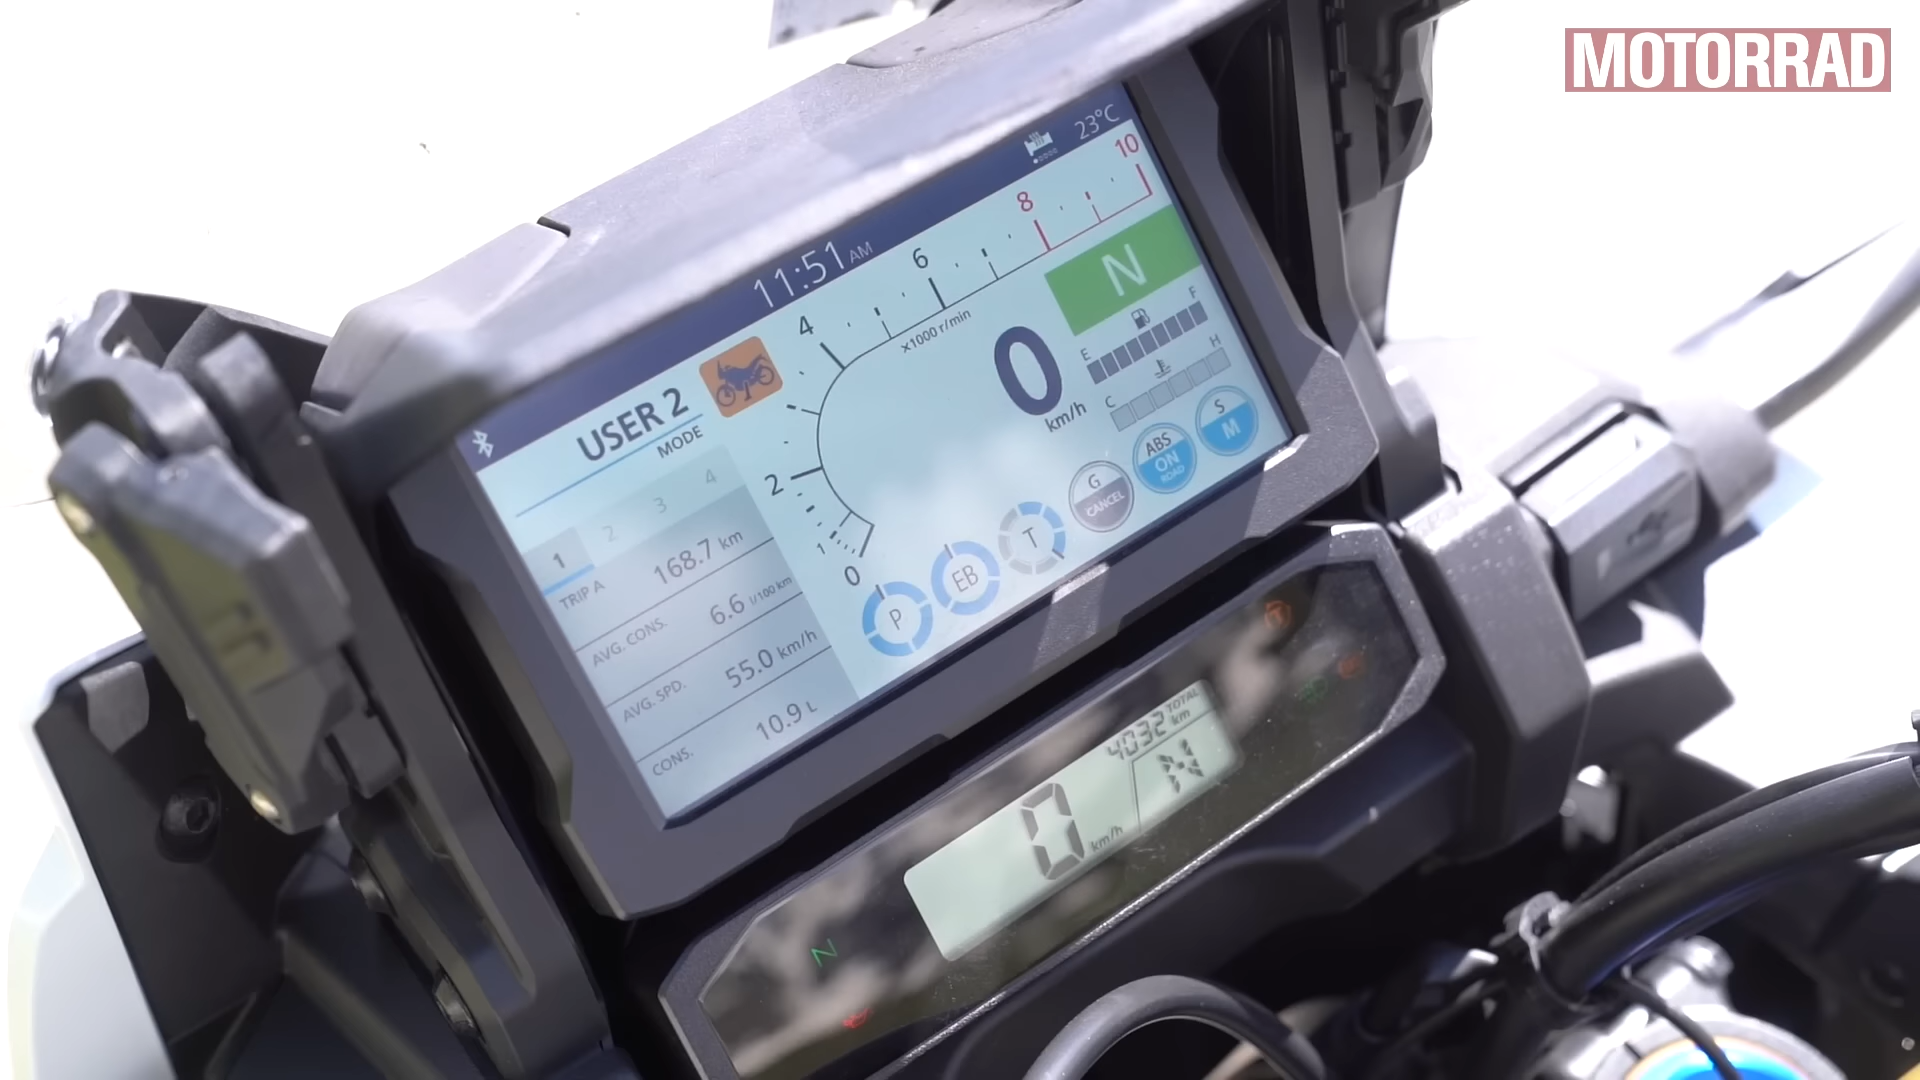 MOTORRAD
23°C
11:51 AM
USER 2
MODE
1 2 3 4
TRIP A 168.7 km
AVG. CONS. 6.6 l/100 km
AVG. SPD. 55.0 km/h
CONS. 10.9 L
0 1 2 4 6 8 10
x1000 r/min
N
0
km/h
E F
C H
P
EB
T
G
CANCEL
ABS
ON
ROAD
S
M
4032 TOTAL
km
0 km/h N
N
T